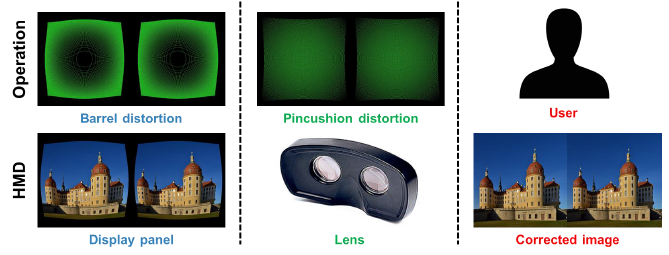 Operation
Barrel distortion
Pincushion distortion
User
HMD
Display panel
Lens
Corrected image